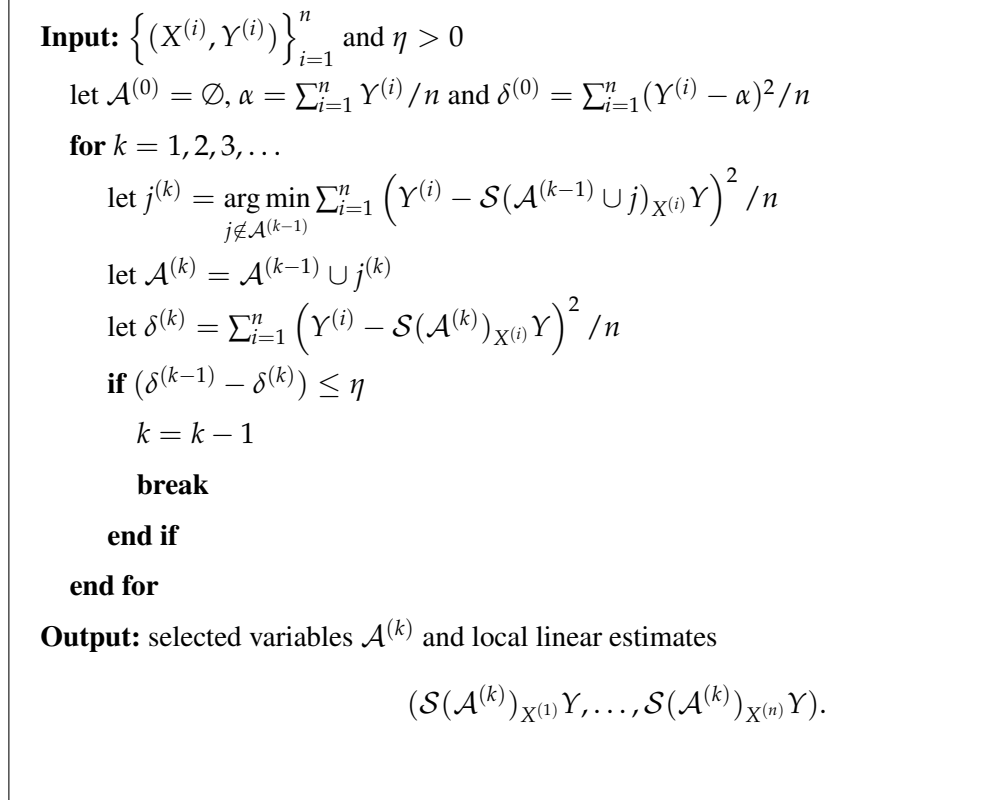 Input: {(X^{(i)}, Y^{(i)})}_{i=1}^{n} and η > 0
let 𝒜^{(0)} = ∅, α = ∑_{i=1}^{n} Y^{(i)}/n and δ^{(0)} = ∑_{i=1}^{n}(Y^{(i)} − α)^2/n
for k = 1, 2, 3, . . .
let j^{(k)} = arg min_{j∉𝒜^{(k−1)}} ∑_{i=1}^{n} (Y^{(i)} − 𝒮(𝒜^{(k−1)} ∪ j)_{X^{(i)}}Y)^2 /n
let 𝒜^{(k)} = 𝒜^{(k−1)} ∪ j^{(k)}
let δ^{(k)} = ∑_{i=1}^{n} (Y^{(i)} − 𝒮(𝒜^{(k)})_{X^{(i)}}Y)^2 /n
if (δ^{(k−1)} − δ^{(k)}) ≤ η
k = k − 1
break
end if
end for
Output: selected variables 𝒜^{(k)} and local linear estimates
(𝒮(𝒜^{(k)})_{X^{(1)}}Y, . . . , 𝒮(𝒜^{(k)})_{X^{(n)}}Y).